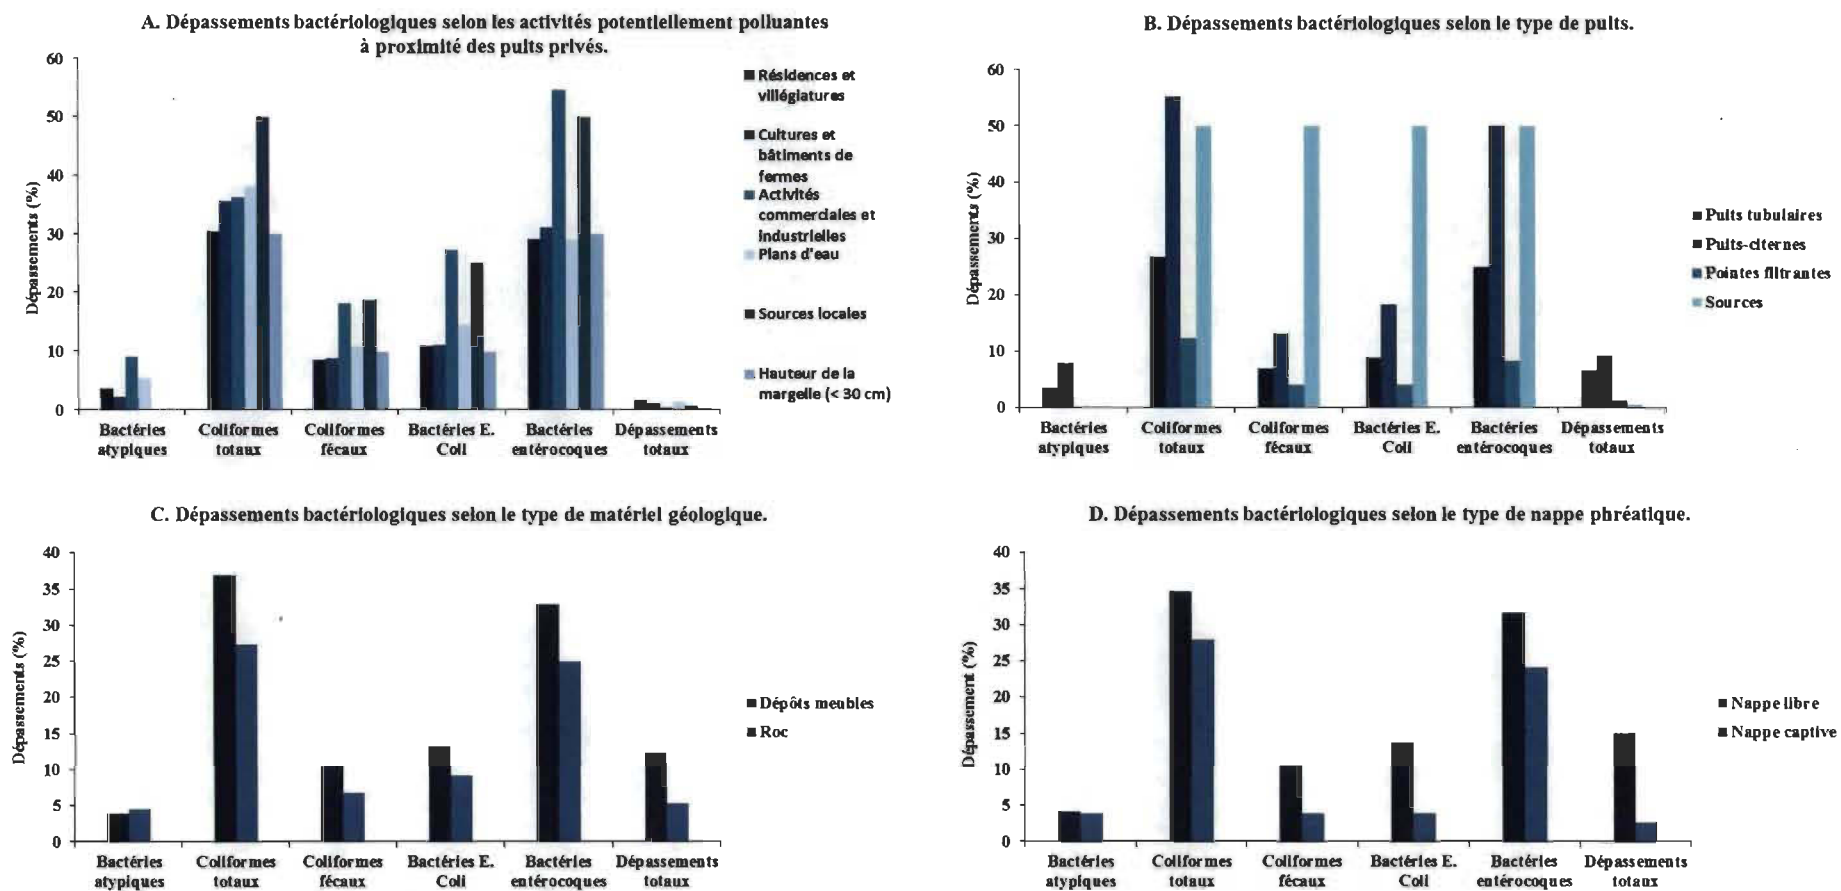 A. Dépassements bactériologiques selon les activités potentiellement polluantes
à proximité des puits privés.
60
50
40
30
20
10
0
Dépassements (%)
Bactéries
atypiques
Coliformes
totaux
Coliformes
fécaux
Bactéries E.
Coli
Bactéries
entérocoques
Dépassements
totaux
Résidences et
villégiatures
Cultures et
bâtiments de
fermes
Activités
commerciales et
industrielles
Plans d'eau
Sources locales
Hauteur de la
margelle (< 30 cm)
B. Dépassements bactériologiques selon le type de puits.
60
50
40
30
20
10
0
Dépassements (%)
Bactéries
atypiques
Coliformes
totaux
Coliformes
fécaux
Bactéries E.
Coli
Bactéries
entérocoques
Dépassements
totaux
Puits tubulaires
Puits-citernes
Pointes filtrantes
Sources
C. Dépassements bactériologiques selon le type de matériel géologique.
40
35
30
25
20
15
10
5
0
Dépassements (%)
Bactéries
atypiques
Coliformes
totaux
Coliformes
fécaux
Bactéries E.
Coli
Bactéries
entérocoques
Dépassements
totaux
Dépôts meubles
Roc
D. Dépassements bactériologiques selon le type de nappe phréatique.
40
35
30
25
20
15
10
5
0
Dépassement (%)
Bactéries
atypiques
Coliformes
totaux
Coliformes
fécaux
Bactéries E.
Coli
Bactéries
entérocoques
Dépassements
totaux
Nappe libre
Nappe captive